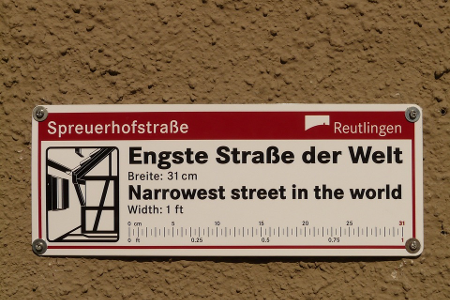 Spreuerhofstraße Reutlingen
Engste Straße der Welt
Breite: 31 cm
Narrowest street in the world
Width: 1 ft
0 cm 5 10 15 20 25 31
0 ft 0.25 0.5 0.75 1